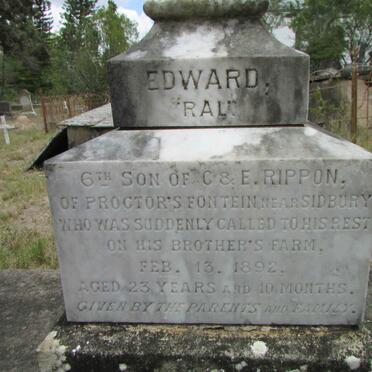 EDWARD,
"RAL"
6TH SON OF C & E. RIPPON.
OF PROCTOR'S FONTEIN, NEAR SIDBURY
WHO WAS SUDDENLY CALLED TO HIS REST
ON HIS BROTHER'S FARM.
FEB. 13, 1892.
AGED 23 YEARS AND 10 MONTHS.
GIVEN BY THE PARENTS AND FAMILY.